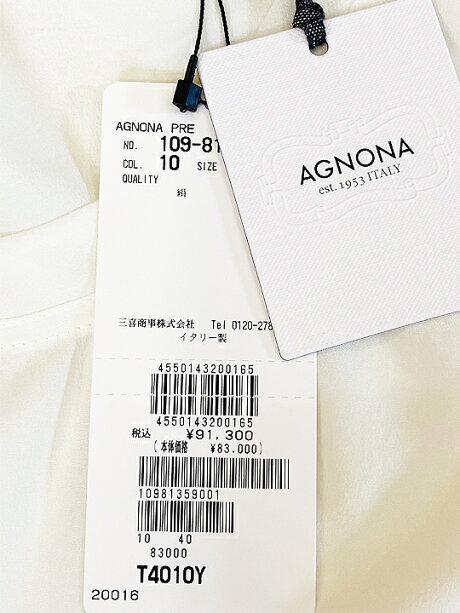 AGNONA PRE
NO. 109-81
COL. 10 SIZE
QUALITY
絹
三喜商事株式会社 Tel 0120-278
イタリー製
4550143200165
4550143200165
税込 ¥91,300
( 本体価格 ¥83,000)
10981359001
10 40
83000
T4010Y
20016
AGNONA
est. 1953 ITALY